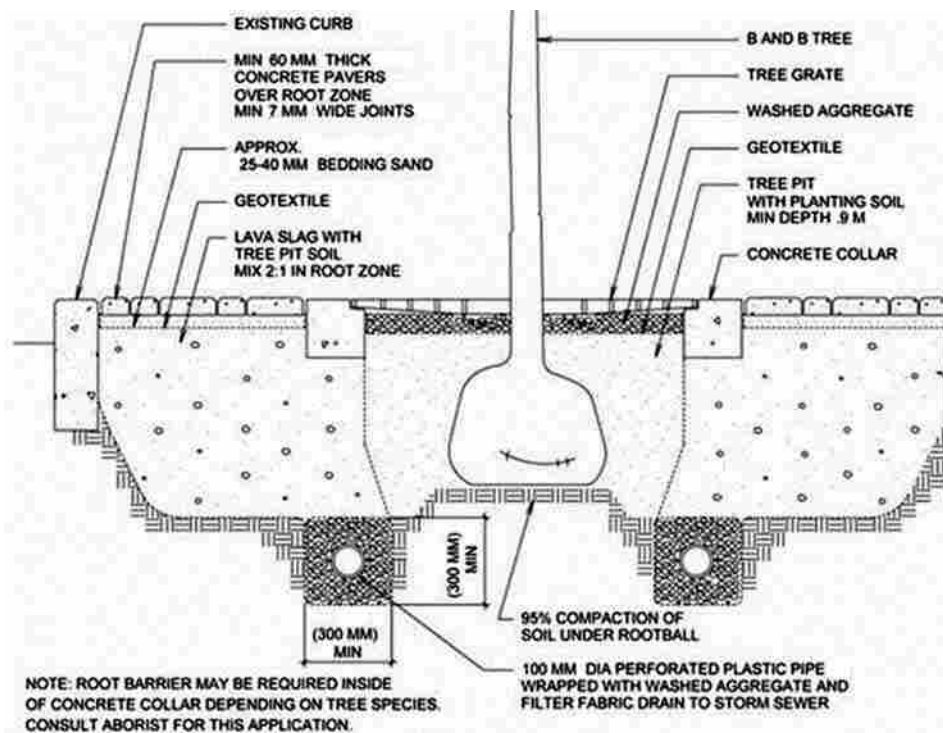 EXISTING CURB
MIN 60 MM THICK
CONCRETE PAVERS
OVER ROOT ZONE
MIN 7 MM WIDE JOINTS
APPROX.
25-40 MM BEDDING SAND
GEOTEXTILE
LAVA SLAG WITH
TREE PIT SOIL
MIX 2:1 IN ROOT ZONE
B AND B TREE
TREE GRATE
WASHED AGGREGATE
GEOTEXTILE
TREE PIT
WITH PLANTING SOIL
MIN DEPTH .9 M
CONCRETE COLLAR
(300 MM)
MIN
(300 MM)
MIN
95% COMPACTION OF
SOIL UNDER ROOTBALL
100 MM DIA PERFORATED PLASTIC PIPE
WRAPPED WITH WASHED AGGREGATE AND
FILTER FABRIC DRAIN TO STORM SEWER
NOTE: ROOT BARRIER MAY BE REQUIRED INSIDE
OF CONCRETE COLLAR DEPENDING ON TREE SPECIES.
CONSULT ABORIST FOR THIS APPLICATION.